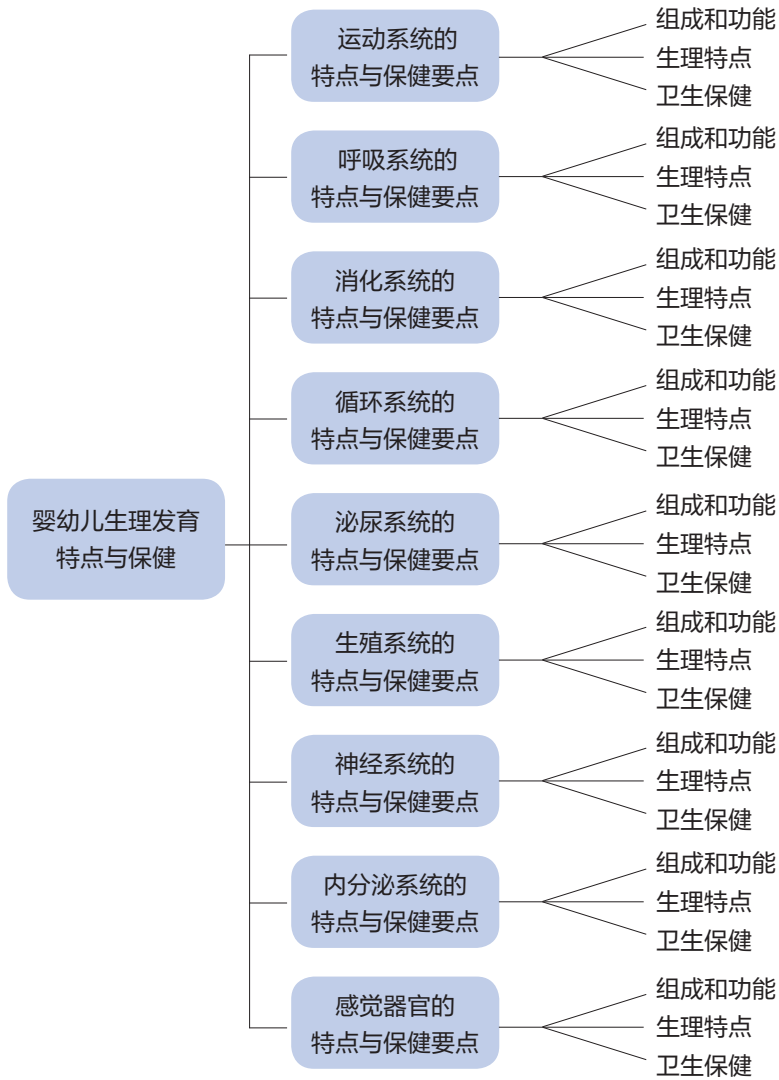 婴幼儿生理发育
特点与保健
运动系统的
特点与保健要点
组成和功能
生理特点
卫生保健
呼吸系统的
特点与保健要点
组成和功能
生理特点
卫生保健
消化系统的
特点与保健要点
组成和功能
生理特点
卫生保健
循环系统的
特点与保健要点
组成和功能
生理特点
卫生保健
泌尿系统的
特点与保健要点
组成和功能
生理特点
卫生保健
生殖系统的
特点与保健要点
组成和功能
生理特点
卫生保健
神经系统的
特点与保健要点
组成和功能
生理特点
卫生保健
内分泌系统的
特点与保健要点
组成和功能
生理特点
卫生保健
感觉器官的
特点与保健要点
组成和功能
生理特点
卫生保健